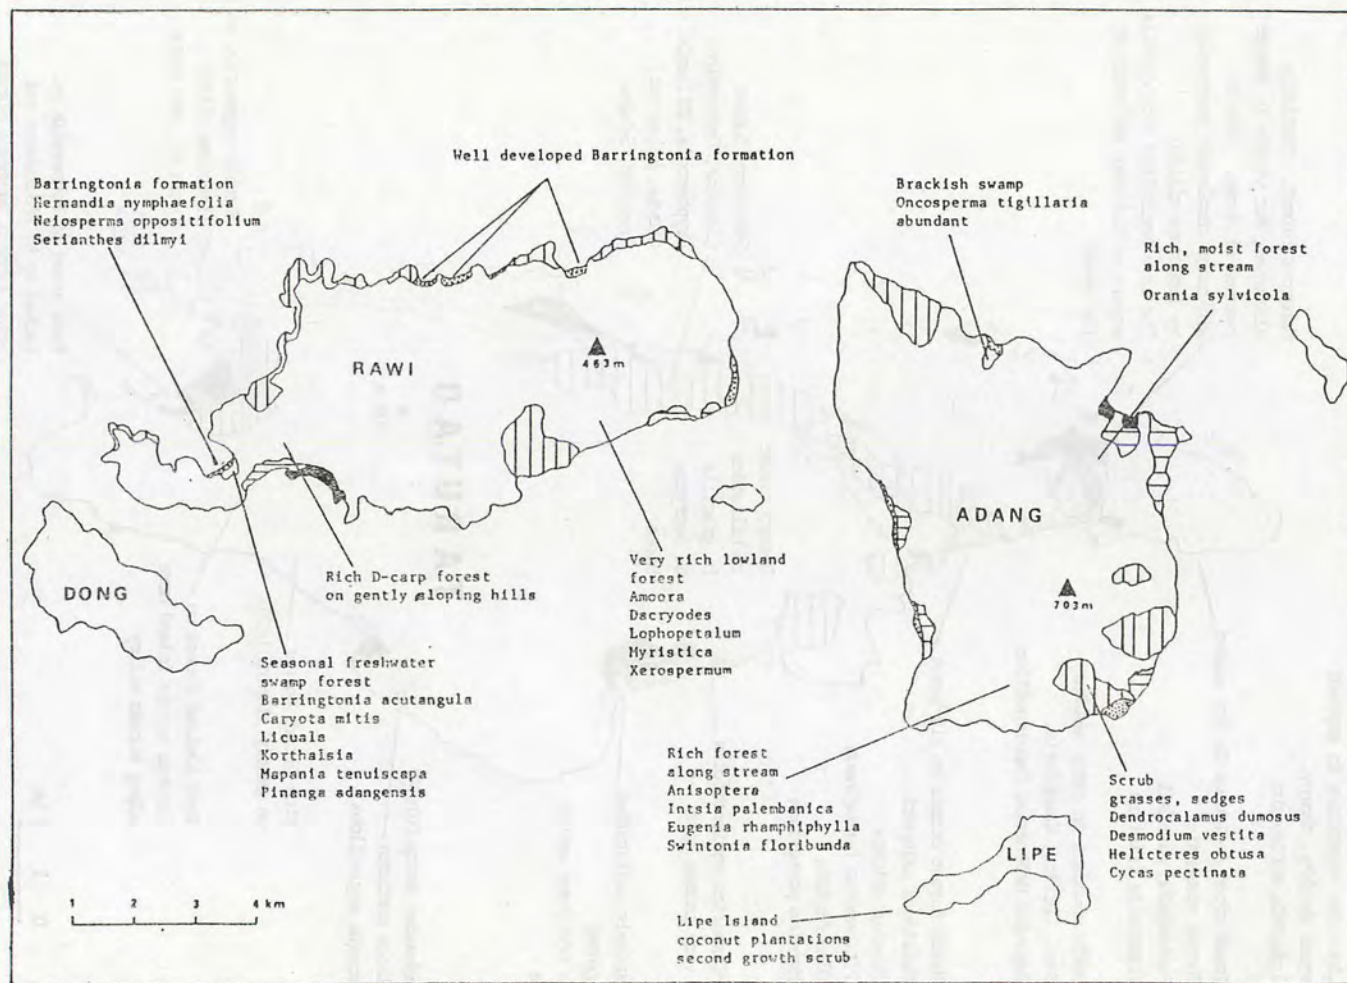 Well developed Barringtonia formation
Barringtonia formation
Hernandia nymphaefolia
Neiosperma oppositifolium
Serianthes dilmyi
Brackish swamp
Oncosperma tigillaria
abundant
Rich, moist forest
along stream
Orania sylvicola
RAWI
463m
ADANG
703m
DONG
Rich D-carp forest
on gently sloping hills
Very rich lowland
forest
Amoora
Dacryodes
Lophopetalum
Myristica
Xerospermum
Seasonal freshwater
swamp forest
Barringtonia acutangula
Caryota mitis
Licuala
Korthalsia
Mapania tenuiscapa
Pinanga adangensis
Rich forest
along stream
Anisoptera
Intsia palembanica
Eugenia rhamphiphylla
Swintonia floribunda
Scrub
grasses, sedges
Dendrocalamus dumosus
Desmodium vestita
Helicteres obtusa
Cycas pectinata
LIPE
Lipe Island
coconut plantations
second growth scrub
1 2 3 4 km